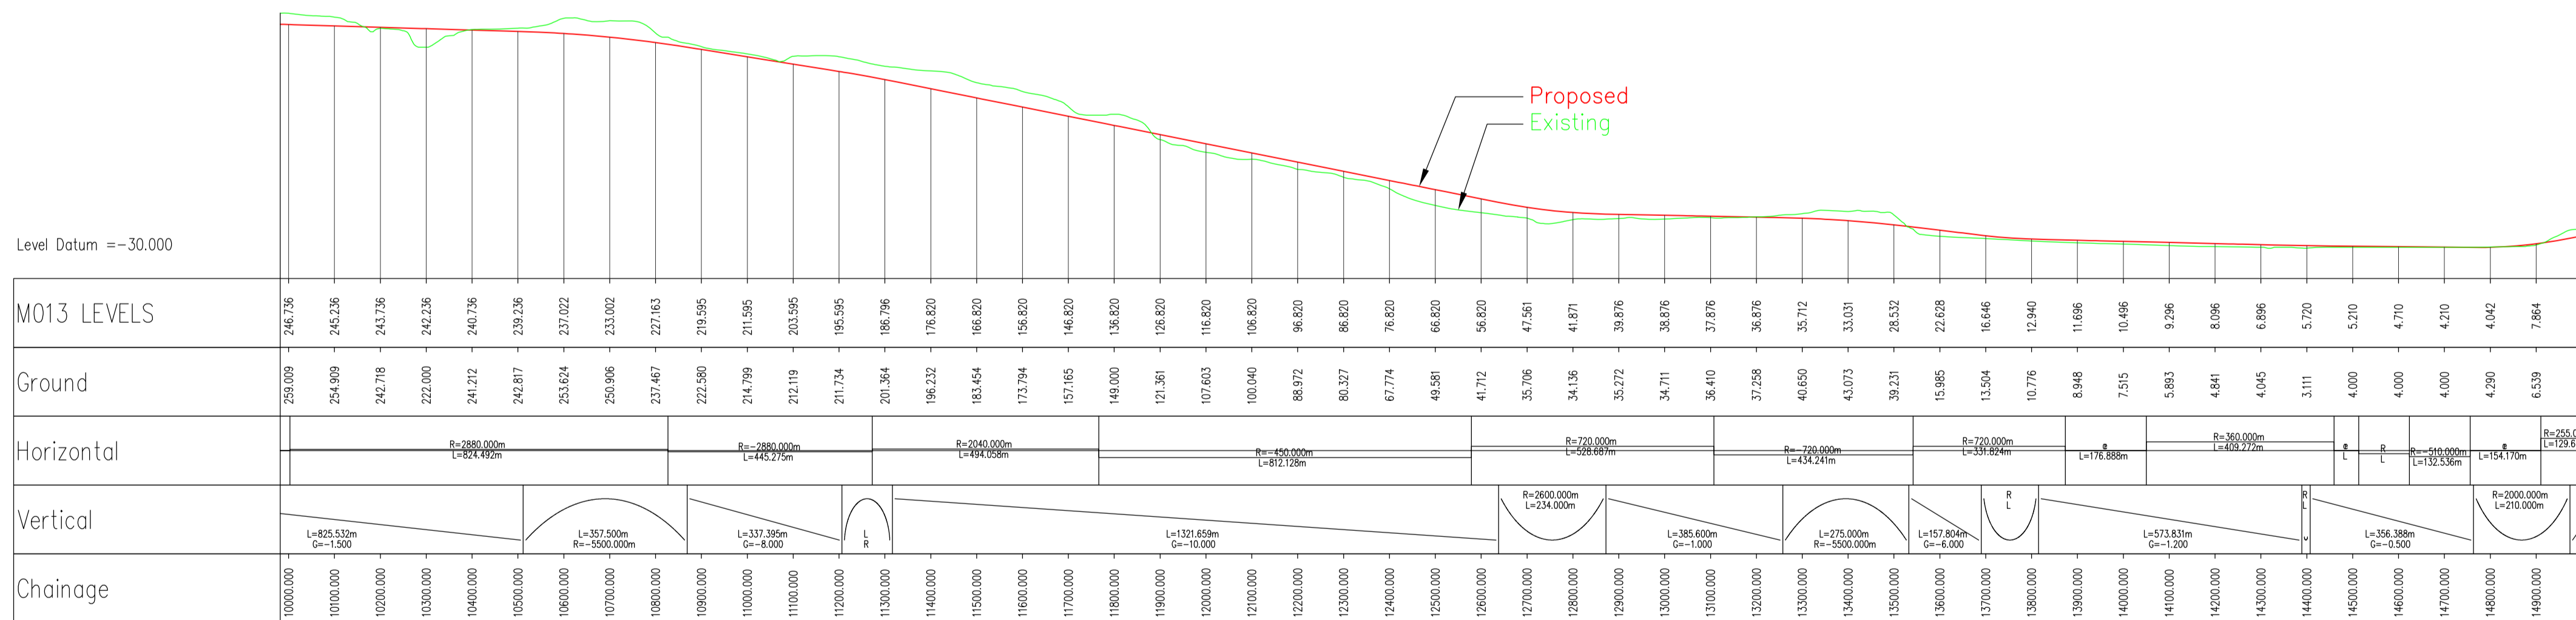 Proposed
Existing
Level Datum =-30.000
M013 LEVELS
246.736 245.236 243.736 242.236 240.736 239.236 237.022 233.002 227.163 219.595 211.595 203.595 195.595 186.796 176.820 166.820 156.820 146.820 136.820 126.820 116.820 106.820 96.820 86.820 76.820 66.820 56.820 47.561 41.871 39.876 38.876 37.876 36.876 35.712 33.031 28.532 22.628 16.646 12.940 11.696 10.496 9.296 8.096 6.896 5.720 5.210 4.710 4.210 4.042 7.864
Ground
259.009 254.909 242.718 222.000 241.212 242.817 253.624 250.906 237.467 222.580 214.799 212.119 211.734 201.364 196.232 183.454 173.794 157.165 149.000 121.361 107.603 100.040 88.972 80.327 67.774 49.581 41.712 35.706 34.136 35.272 34.711 36.410 37.258 40.650 43.073 39.231 15.985 13.504 10.776 8.948 7.515 5.893 4.841 4.045 3.111 4.000 4.000 4.000 4.290 6.539
Horizontal
R=2880.000m
L=824.492m
R=-2880.000m
L=445.275m
R=2040.000m
L=494.058m
R=-450.000m
L=812.128m
R=720.000m
L=528.687m
R=-720.000m
L=434.241m
R=720.000m
L=331.824m
L=176.888m
R=360.000m
L=409.272m
L
R
L
R=-510.000m
L=132.536m
L=154.170m
R=255.0
L=129.6
Vertical
L=825.532m
G=-1.500
L=357.500m
R=-5500.000m
L=337.395m
G=-8.000
L
R
L=1321.659m
G=-10.000
R=2600.000m
L=234.000m
L=385.600m
G=-1.000
L=275.000m
R=-5500.000m
L=157.804m
G=-6.000
R
L
L=573.831m
G=-1.200
R
L
L=356.388m
G=-0.500
R=2000.000m
L=210.000m
Chainage
10000.000 10100.000 10200.000 10300.000 10400.000 10500.000 10600.000 10700.000 10800.000 10900.000 11000.000 11100.000 11200.000 11300.000 11400.000 11500.000 11600.000 11700.000 11800.000 11900.000 12000.000 12100.000 12200.000 12300.000 12400.000 12500.000 12600.000 12700.000 12800.000 12900.000 13000.000 13100.000 13200.000 13300.000 13400.000 13500.000 13600.000 13700.000 13800.000 13900.000 14000.000 14100.000 14200.000 14300.000 14400.000 14500.000 14600.000 14700.000 14800.000 14900.000